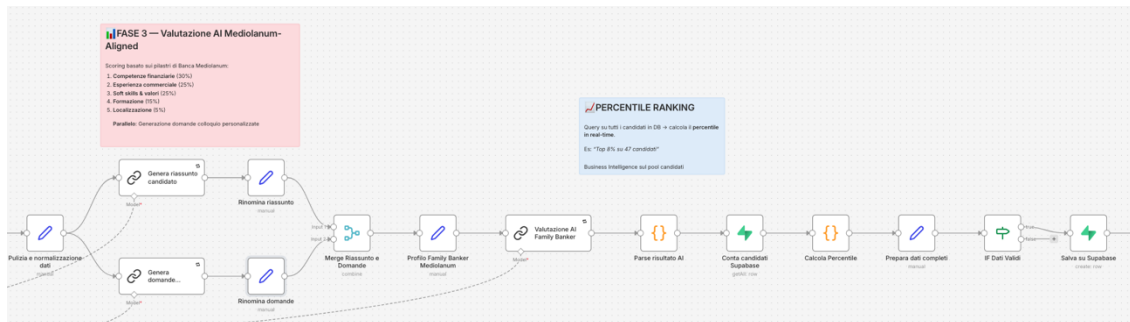 📊FASE 3 — Valutazione AI Mediolanum-
Aligned
Scoring basato sui pilastri di Banca Mediolanum:
1. Competenze finanziarie (30%)
2. Esperienza commerciale (25%)
3. Soft skills & valori (25%)
4. Formazione (15%)
5. Localizzazione (5%)
Parallelo: Generazione domande colloquio personalizzate
📈PERCENTILE RANKING
Query su tutti i candidati in DB → calcola il percentile
in real-time.
Es: "Top 8% su 47 candidati"
Business Intelligence sul pool candidati
Genera riassunto
candidato
Model*
Rinomina riassunto
manual
Pulizia e normalizzazione
dati
manual
Genera
domande...
Model*
Rinomina domande
manual
Input 1
Input 2
Merge Riassunto e
Domande
combine
Profilo Family Banker
Mediolanum
manual
Valutazione AI
Family Banker
Model*
Parse risultato AI
Conta candidati
Supabase
getAll: row
Calcola Percentile
Prepara dati completi
manual
IF Dati Validi
true
false
Salva su Supabase
create: row